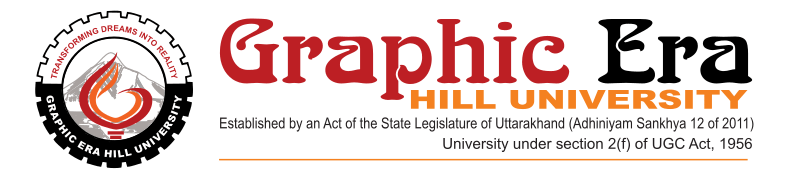 TRANSFORMING DREAMS INTO REALITY
GRAPHIC ERA HILL UNIVERSITY
Graphic Era
HILL UNIVERSITY
Established by an Act of the State Legislature of Uttarakhand (Adhiniyam Sankhya 12 of 2011)
University under section 2(f) of UGC Act, 1956